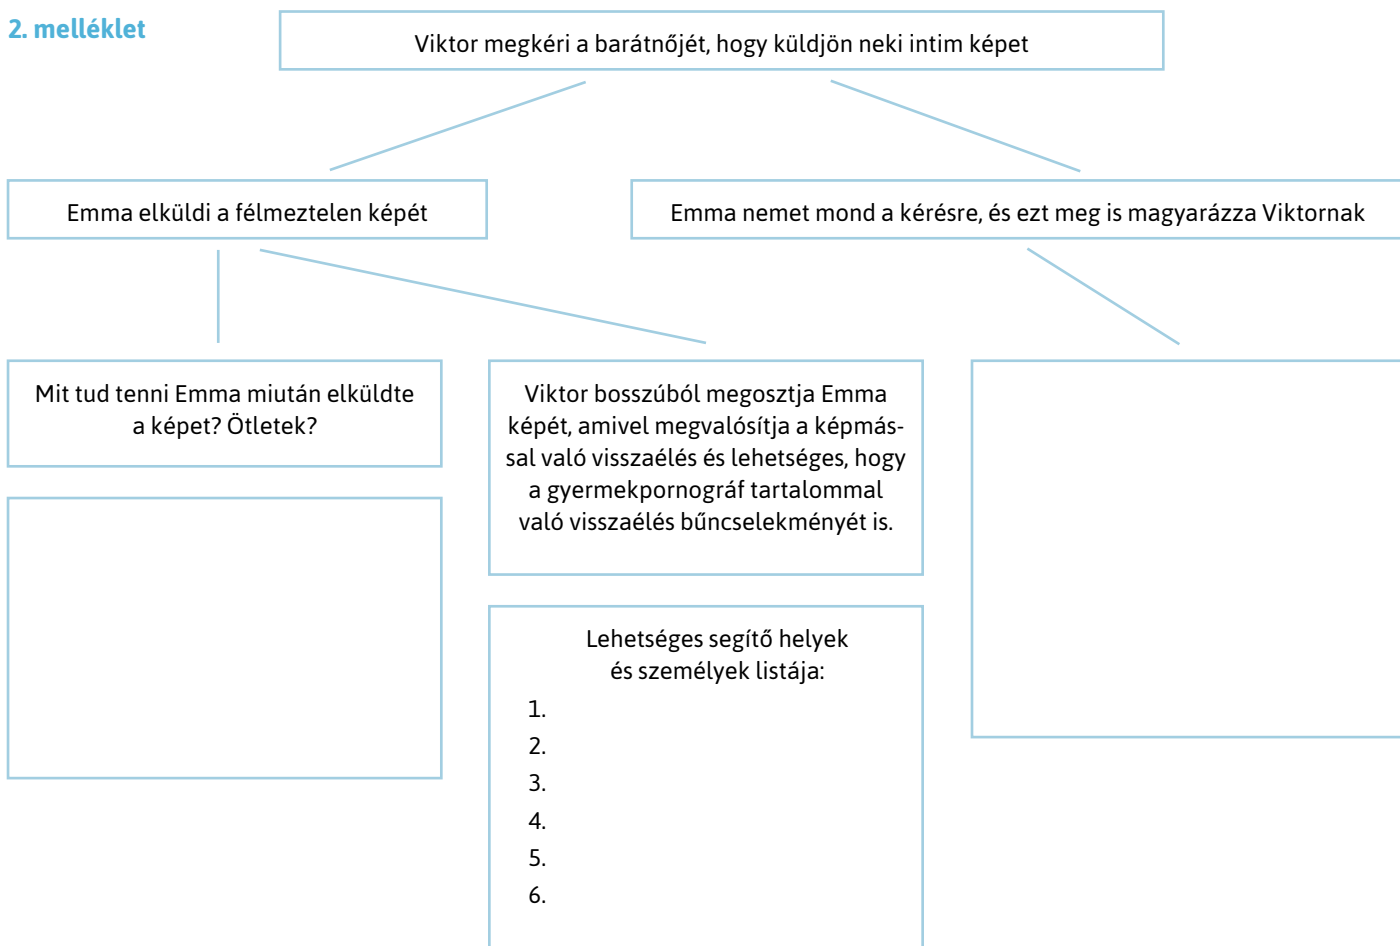 2. melléklet
Viktor megkéri a barátnőjét, hogy küldjön neki intim képet
Emma elküldi a félmeztelen képét
Emma nemet mond a kérésre, és ezt meg is magyarázza Viktornak
Mit tud tenni Emma miután elküldte
a képet? Ötletek?
Viktor bosszúból megosztja Emma
képét, amivel megvalósítja a képmás-
sal való visszaélés és lehetséges, hogy
a gyermekpornográf tartalommal
való visszaélés bűncselekményét is.
Lehetséges segítő helyek
és személyek listája:
1.
2.
3.
4.
5.
6.